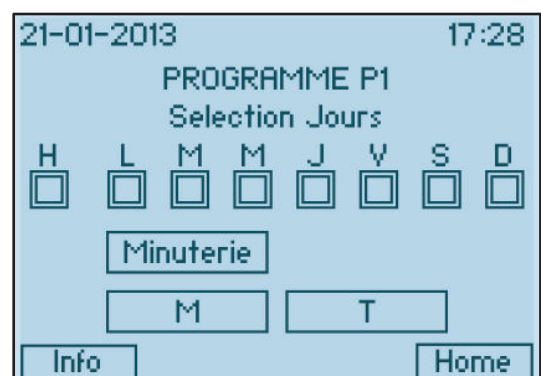 21-01-2013 17:28
PROGRAMME P1
Selection Jours
H L M M J V S D
Minuterie
M T
Info Home